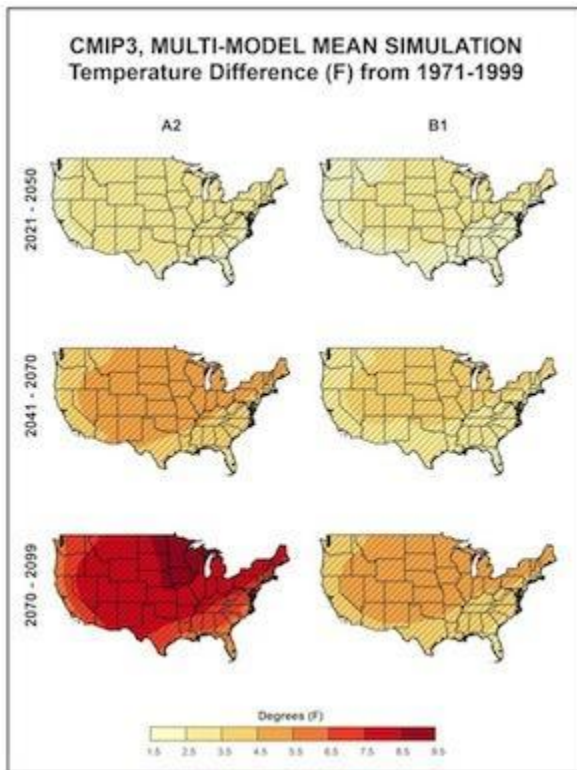 CMIP3, MULTI-MODEL MEAN SIMULATION
Temperature Difference (F) from 1971-1999
A2
B1
2021 - 2050
2041 - 2070
2070 - 2099
Degrees (F)
1.5 2.5 3.5 4.5 5.5 6.5 7.5 8.5 9.5